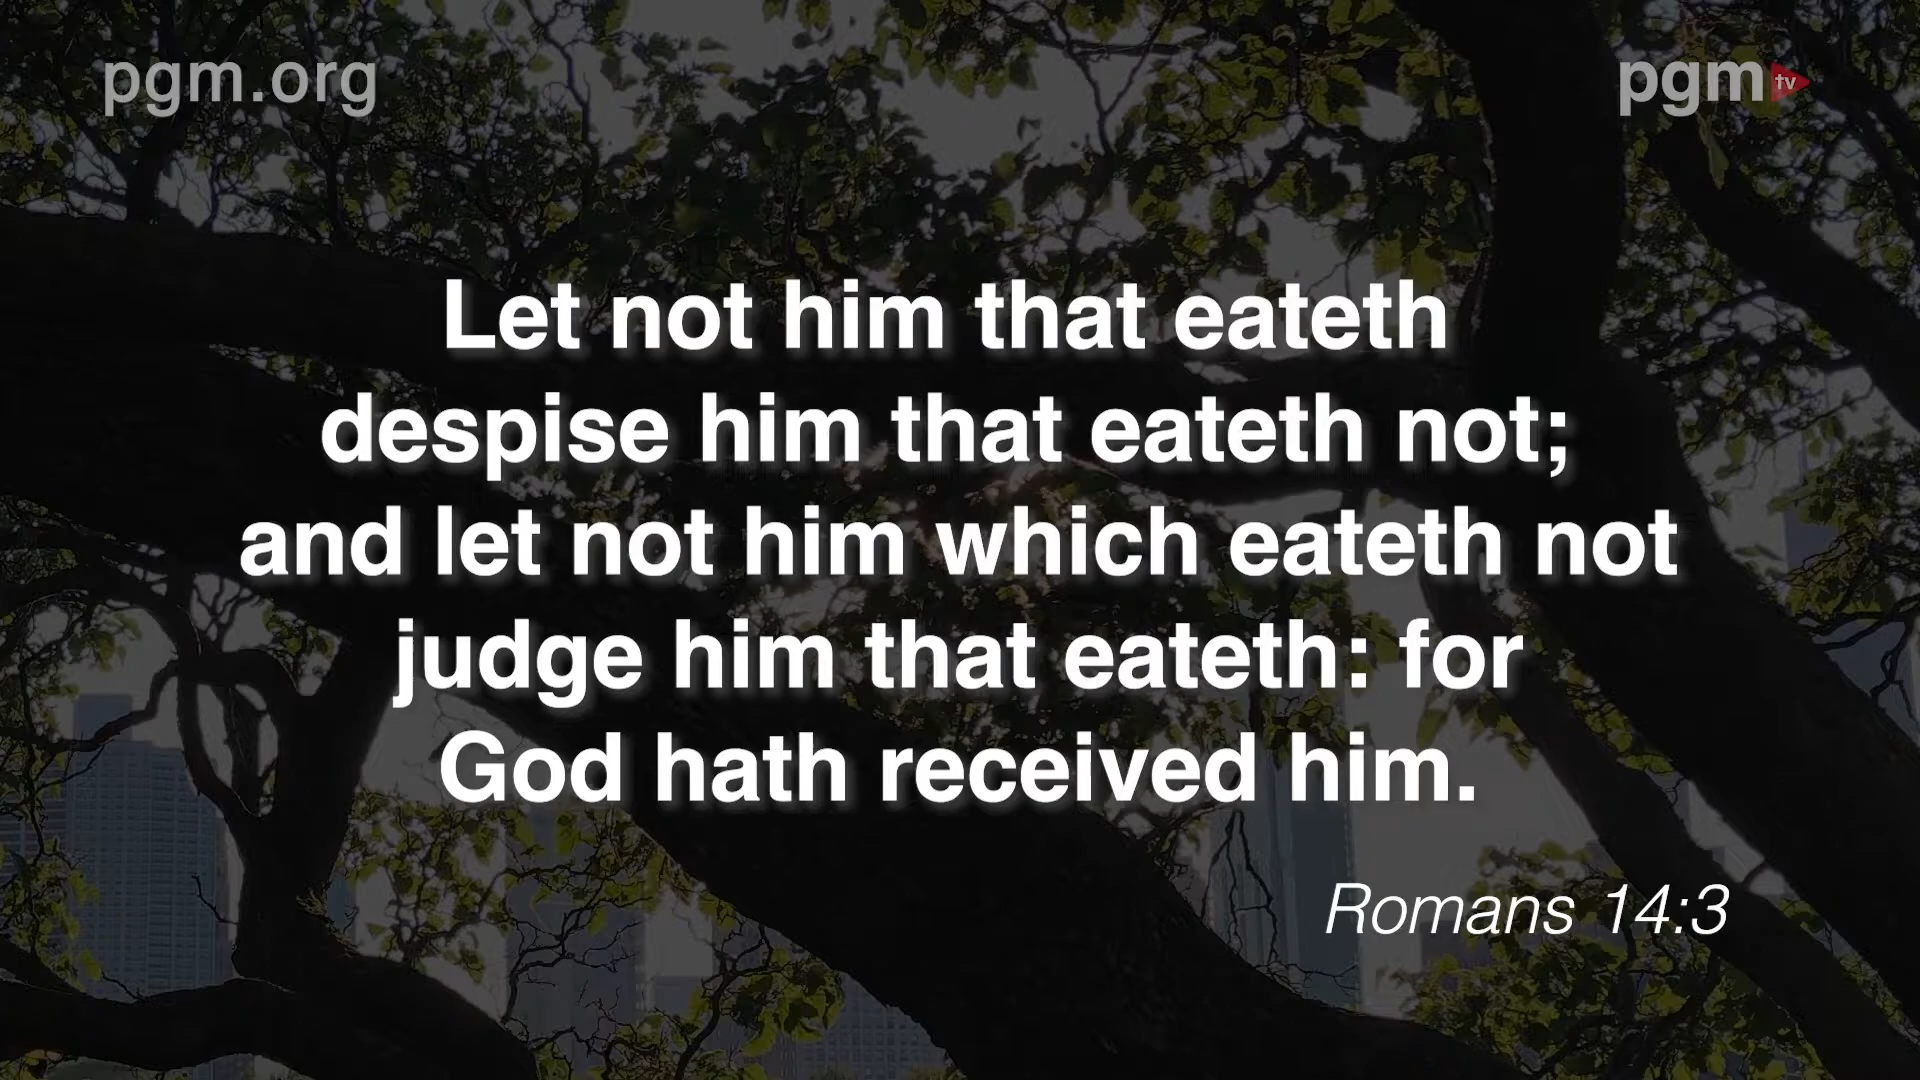 pgm.org
pgm tv
Let not him that eateth
despise him that eateth not;
and let not him which eateth not
judge him that eateth: for
God hath received him.
Romans 14:3